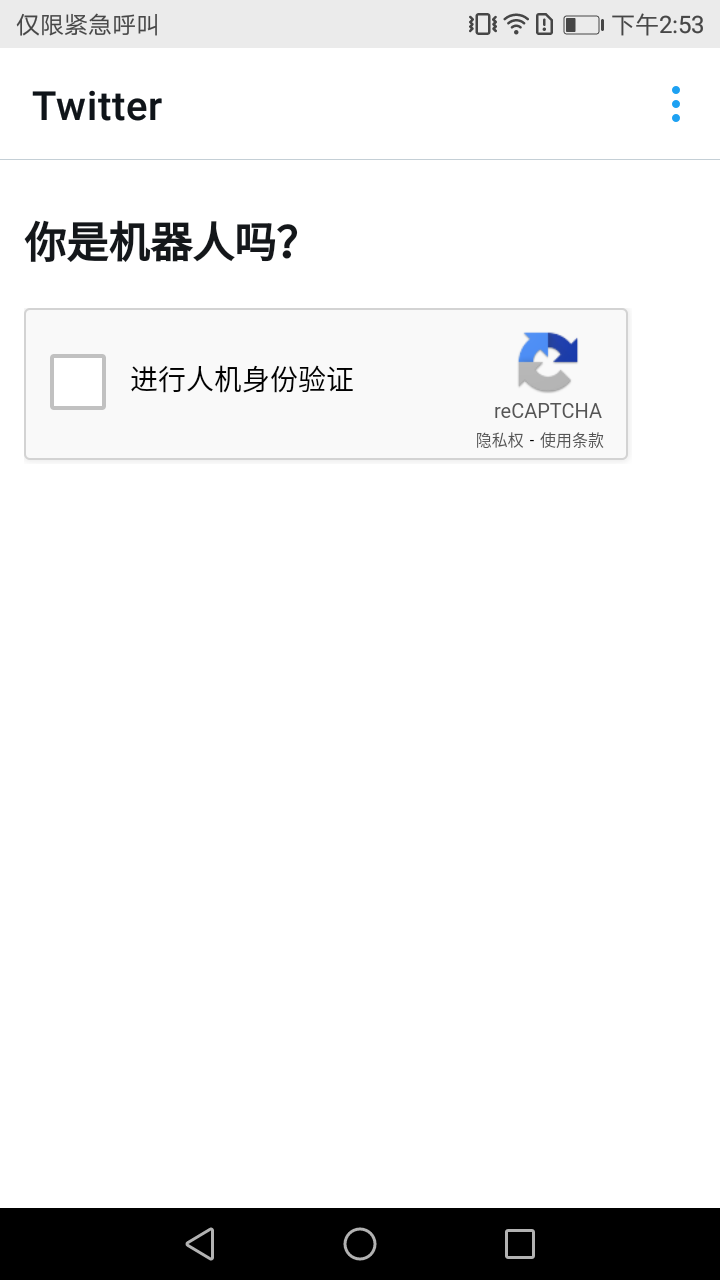 仅限紧急呼叫 下午2:53
Twitter
你是机器人吗？
进行人机身份验证
reCAPTCHA
隐私权 - 使用条款